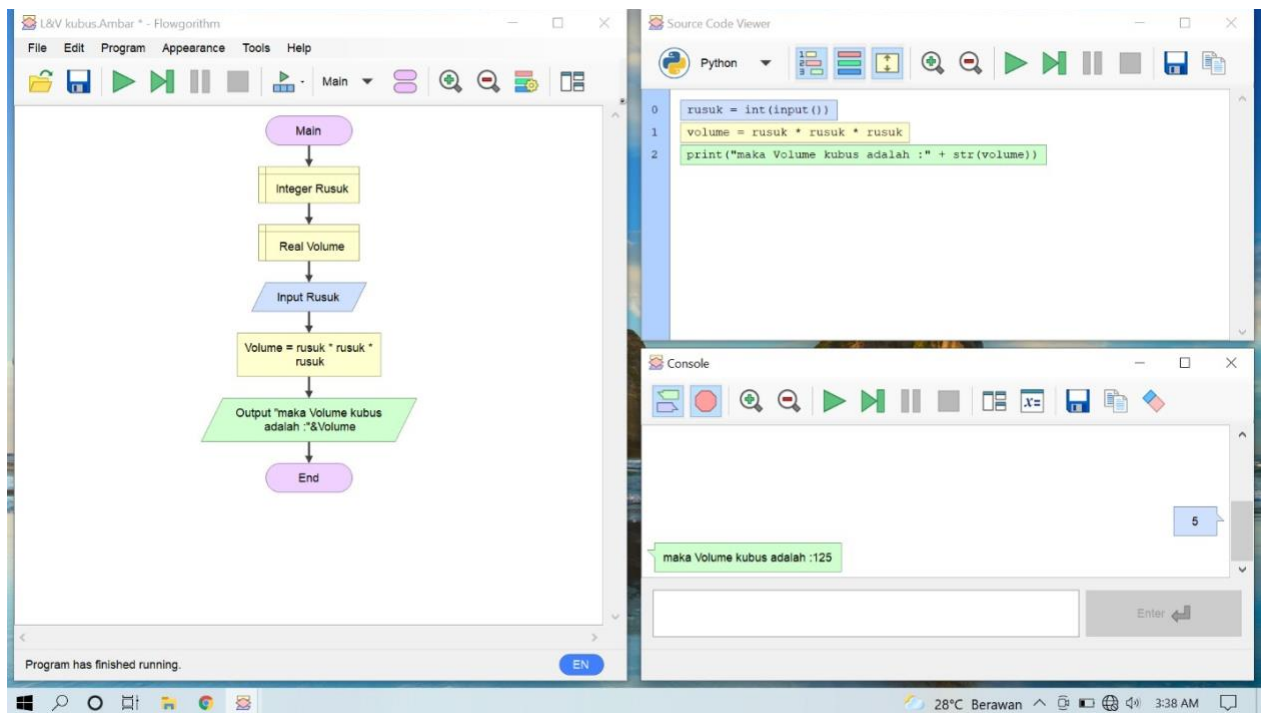 L&V kubus.Ambar * - Flowgorithm
File Edit Program Appearance Tools Help
Main
Main
Integer Rusuk
Real Volume
Input Rusuk
Volume = rusuk * rusuk *
rusuk
Output "maka Volume kubus
adalah :"&Volume
End
Program has finished running.
EN
Source Code Viewer
Python
0 rusuk = int(input())
1 volume = rusuk * rusuk * rusuk
2 print("maka Volume kubus adalah :" + str(volume))
Console
x=
5
maka Volume kubus adalah :125
Enter
28°C Berawan
3:38 AM